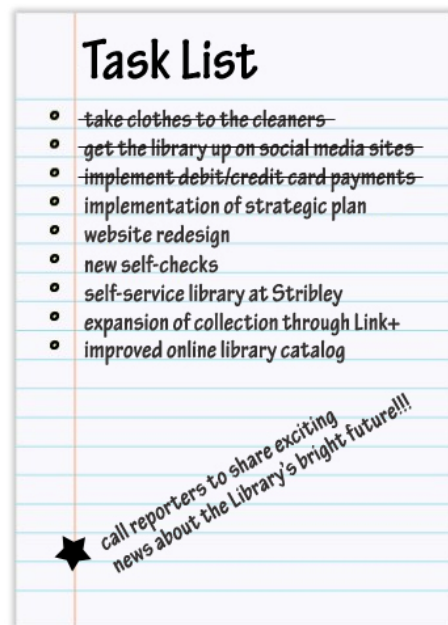 Task List
take clothes to the cleaners
get the library up on social media sites
implement debit/credit card payments
implementation of strategic plan
website redesign
new self-checks
self-service library at Stribley
expansion of collection through Link+
improved online library catalog
call reporters to share exciting
news about the Library's bright future!!!